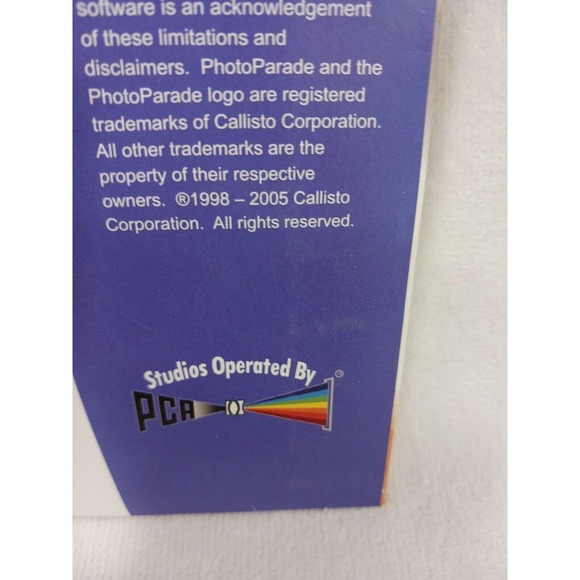 software is an acknowledgement
of these limitations and
disclaimers. PhotoParade and the
PhotoParade logo are registered
trademarks of Callisto Corporation.
All other trademarks are the
property of their respective
owners. ®1998 – 2005 Callisto
Corporation. All rights reserved.
Studios Operated By
PCA ®